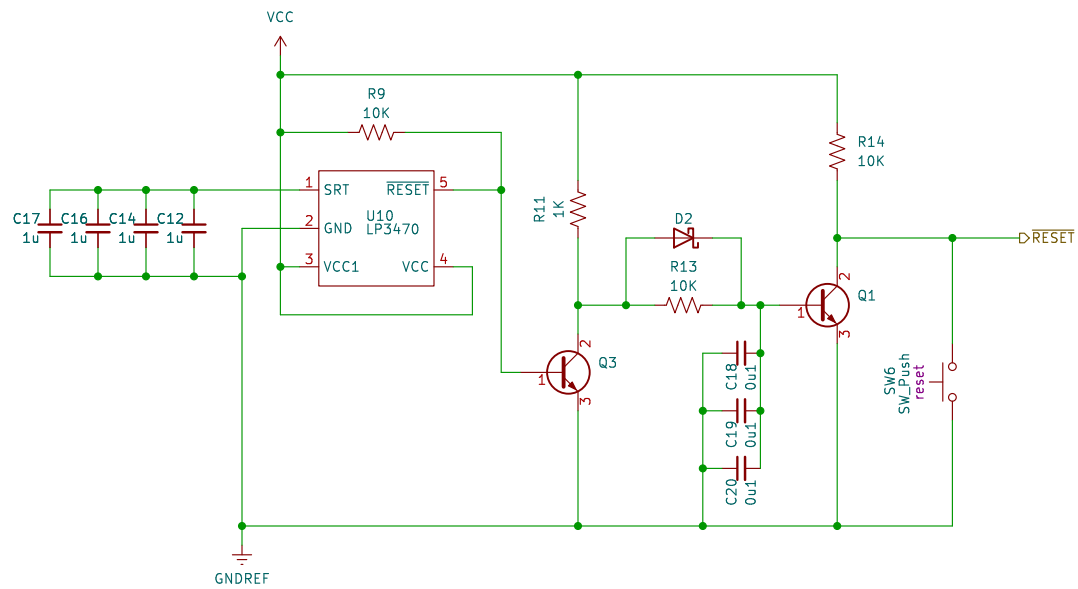 VCC
R9
10K
R14
10K
1
SRT
RESET
5
C17
1u
C16
1u
C14
1u
C12
1u
2
GND
U10
LP3470
3
VCC1
VCC
4
R11
1K
D2
R13
10K
RESET
2
Q1
1
3
2
Q3
1
3
C18
0u1
C19
0u1
C20
0u1
SW6
SW_Push
reset
GNDREF